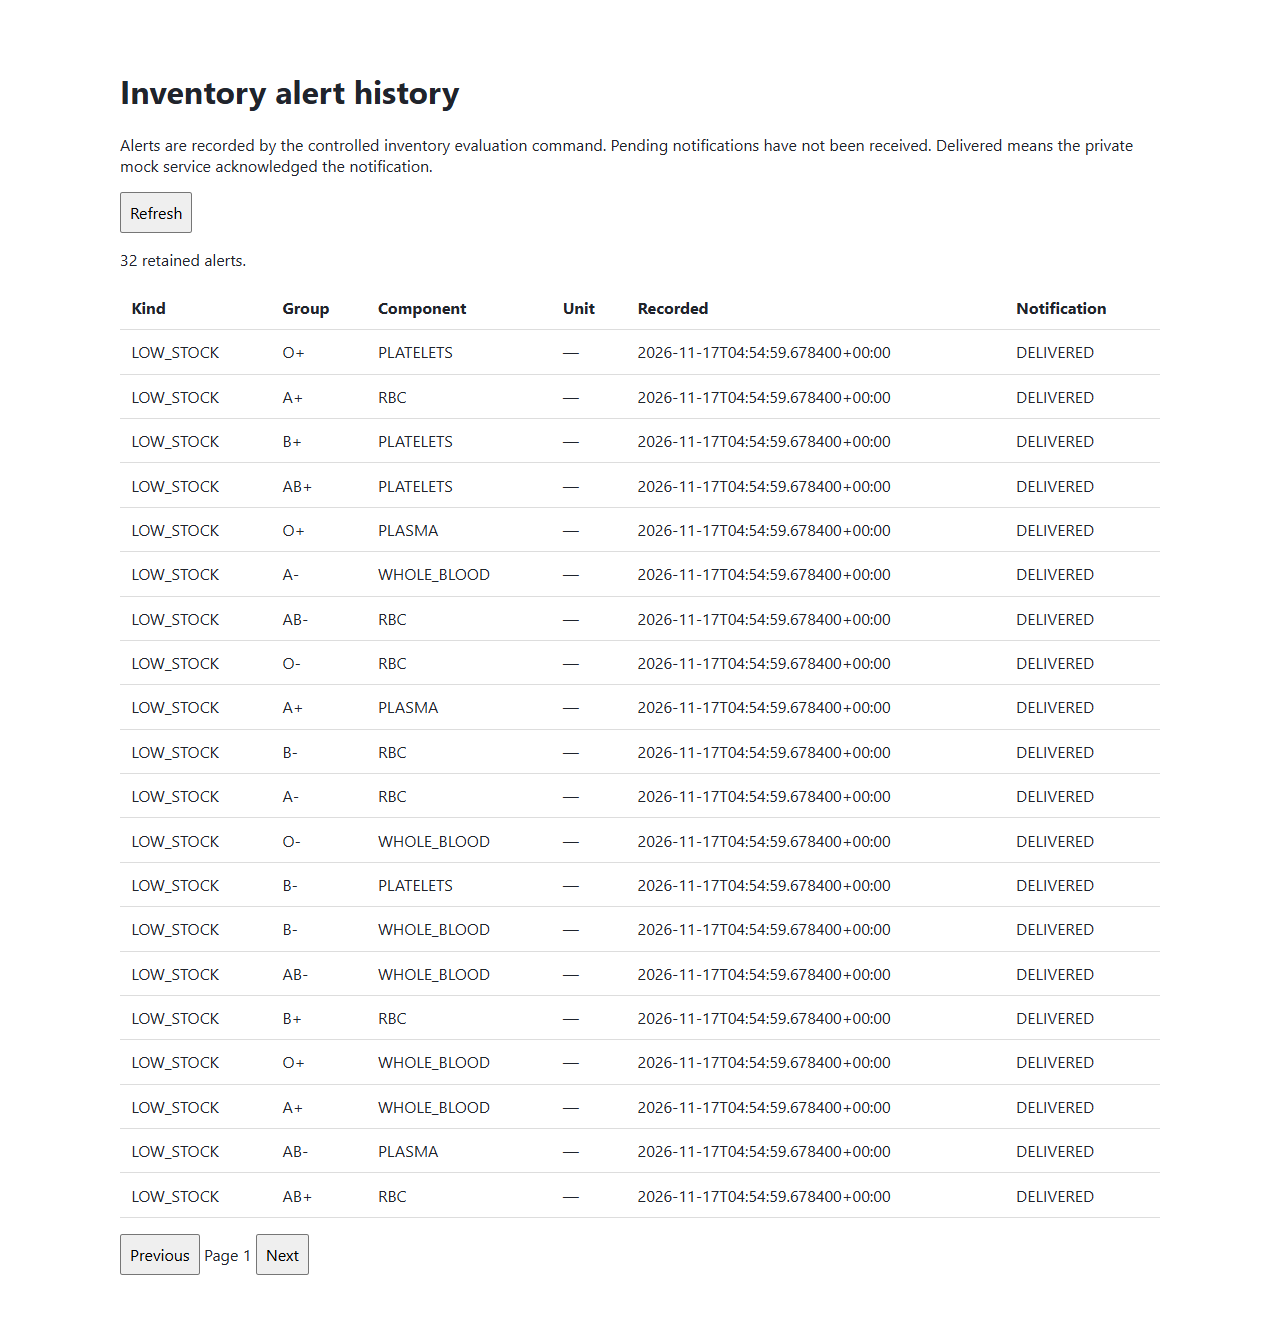 Inventory alert history
Alerts are recorded by the controlled inventory evaluation command. Pending notifications have not been received. Delivered means the private
mock service acknowledged the notification.
Refresh
32 retained alerts.
Kind Group Component Unit Recorded Notification
LOW_STOCK O+ PLATELETS — 2026-11-17T04:54:59.678400+00:00 DELIVERED
LOW_STOCK A+ RBC — 2026-11-17T04:54:59.678400+00:00 DELIVERED
LOW_STOCK B+ PLATELETS — 2026-11-17T04:54:59.678400+00:00 DELIVERED
LOW_STOCK AB+ PLATELETS — 2026-11-17T04:54:59.678400+00:00 DELIVERED
LOW_STOCK O+ PLASMA — 2026-11-17T04:54:59.678400+00:00 DELIVERED
LOW_STOCK A- WHOLE_BLOOD — 2026-11-17T04:54:59.678400+00:00 DELIVERED
LOW_STOCK AB- RBC — 2026-11-17T04:54:59.678400+00:00 DELIVERED
LOW_STOCK O- RBC — 2026-11-17T04:54:59.678400+00:00 DELIVERED
LOW_STOCK A+ PLASMA — 2026-11-17T04:54:59.678400+00:00 DELIVERED
LOW_STOCK B- RBC — 2026-11-17T04:54:59.678400+00:00 DELIVERED
LOW_STOCK A- RBC — 2026-11-17T04:54:59.678400+00:00 DELIVERED
LOW_STOCK O- WHOLE_BLOOD — 2026-11-17T04:54:59.678400+00:00 DELIVERED
LOW_STOCK B- PLATELETS — 2026-11-17T04:54:59.678400+00:00 DELIVERED
LOW_STOCK B- WHOLE_BLOOD — 2026-11-17T04:54:59.678400+00:00 DELIVERED
LOW_STOCK AB- WHOLE_BLOOD — 2026-11-17T04:54:59.678400+00:00 DELIVERED
LOW_STOCK B+ RBC — 2026-11-17T04:54:59.678400+00:00 DELIVERED
LOW_STOCK O+ WHOLE_BLOOD — 2026-11-17T04:54:59.678400+00:00 DELIVERED
LOW_STOCK A+ WHOLE_BLOOD — 2026-11-17T04:54:59.678400+00:00 DELIVERED
LOW_STOCK AB- PLASMA — 2026-11-17T04:54:59.678400+00:00 DELIVERED
LOW_STOCK AB+ RBC — 2026-11-17T04:54:59.678400+00:00 DELIVERED
Previous Page 1 Next